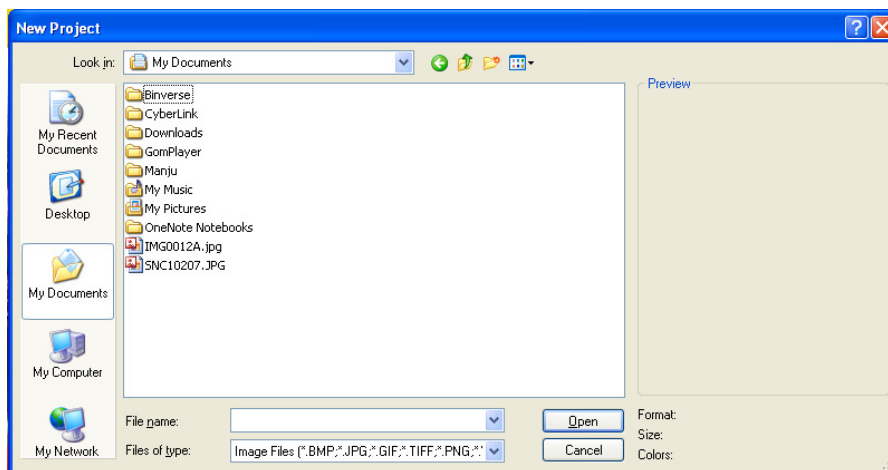 New Project
Look in: My Documents
My Recent
Documents
Desktop
My Documents
My Computer
My Network
Binverse
CyberLink
Downloads
GomPlayer
Manju
My Music
My Pictures
OneNote Notebooks
IMG0012A.jpg
SNC10207.JPG
File name:
Open
Files of type: Image Files (*.BMP;*.JPG;*.GIF;*.TIFF;*.PNG;*.
Cancel
Preview
Format:
Size:
Colors: